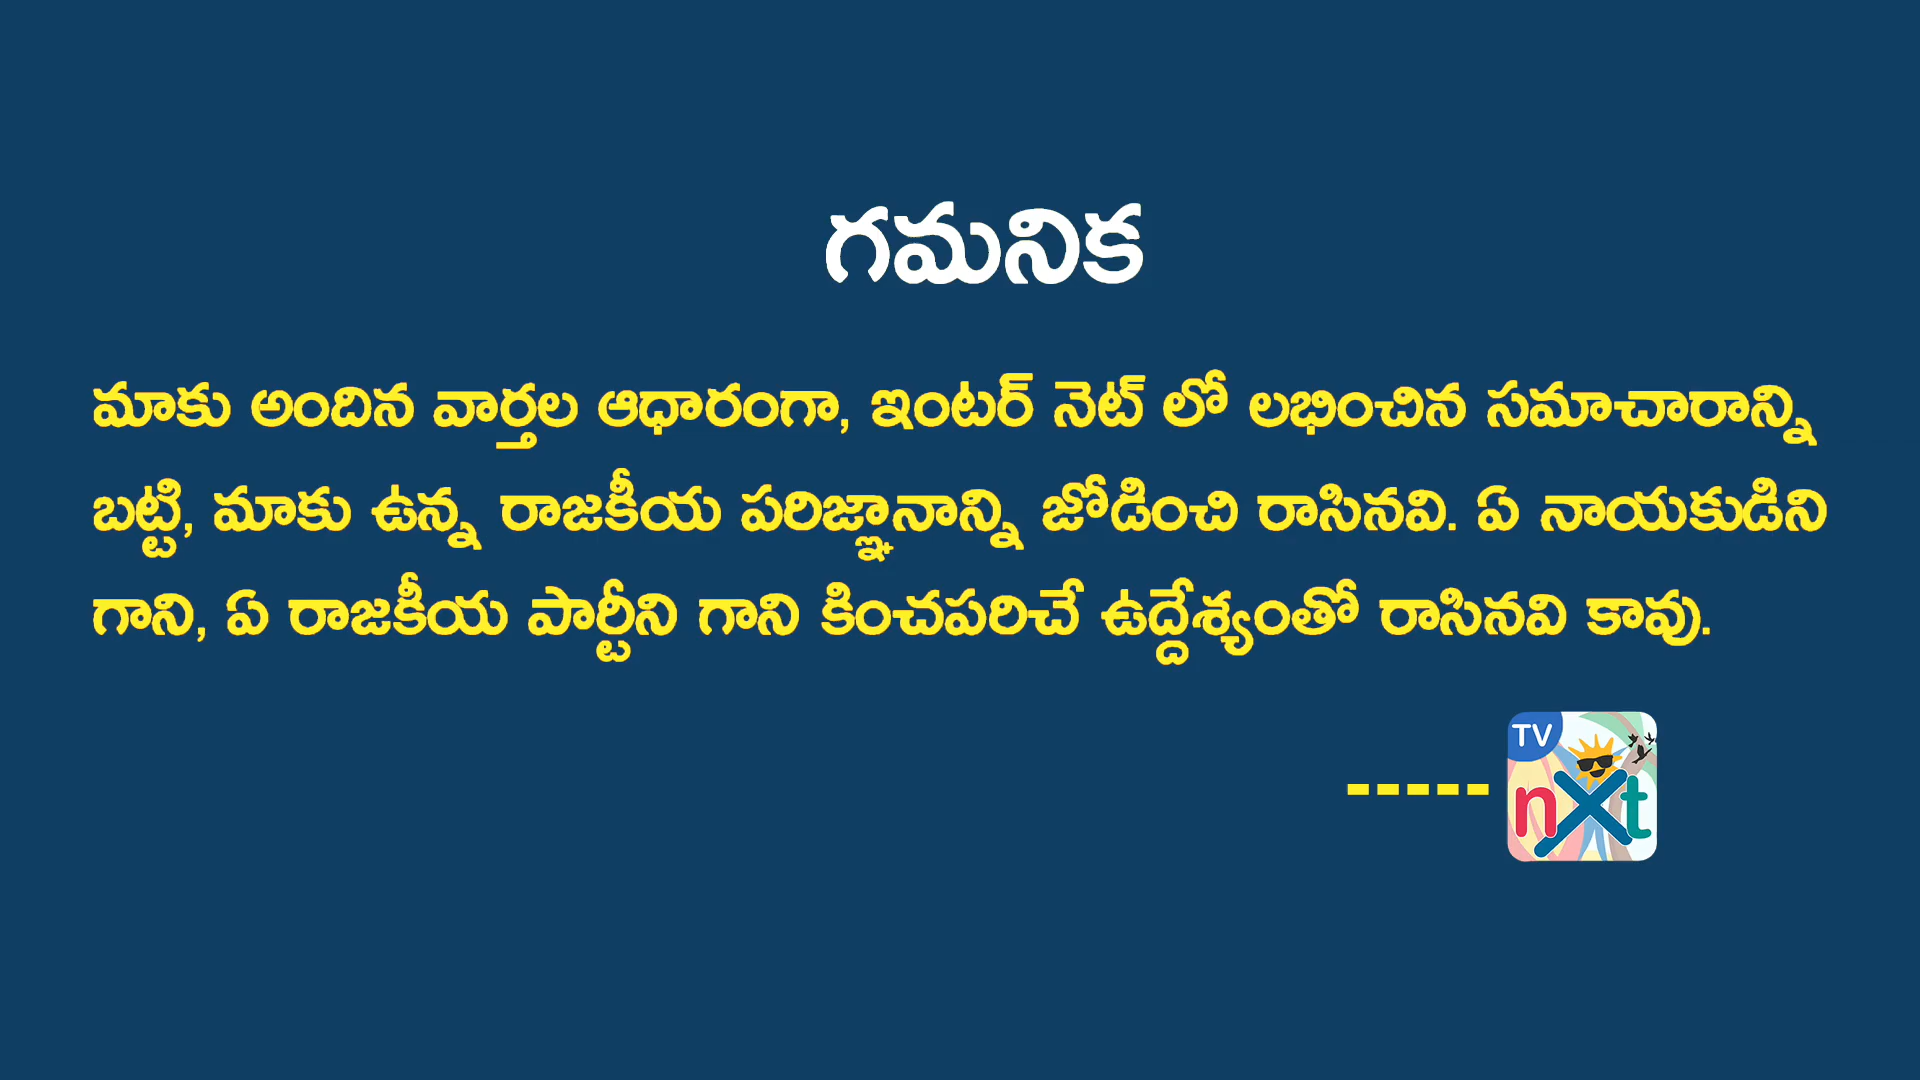 గమనిక
మాకు అందిన వార్తల ఆధారంగా, ఇంటర్ నెట్ లో లభించిన సమాచారాన్ని
బట్టి, మాకు ఉన్న రాజకీయ పరిజ్ఞానాన్ని జోడించి రాసినవి. ఏ నాయకుడిని
గాని, ఏ రాజకీయ పార్టీని గాని కించపరిచే ఉద్దేశ్యంతో రాసినవి కావు.
-----
TV
nxt